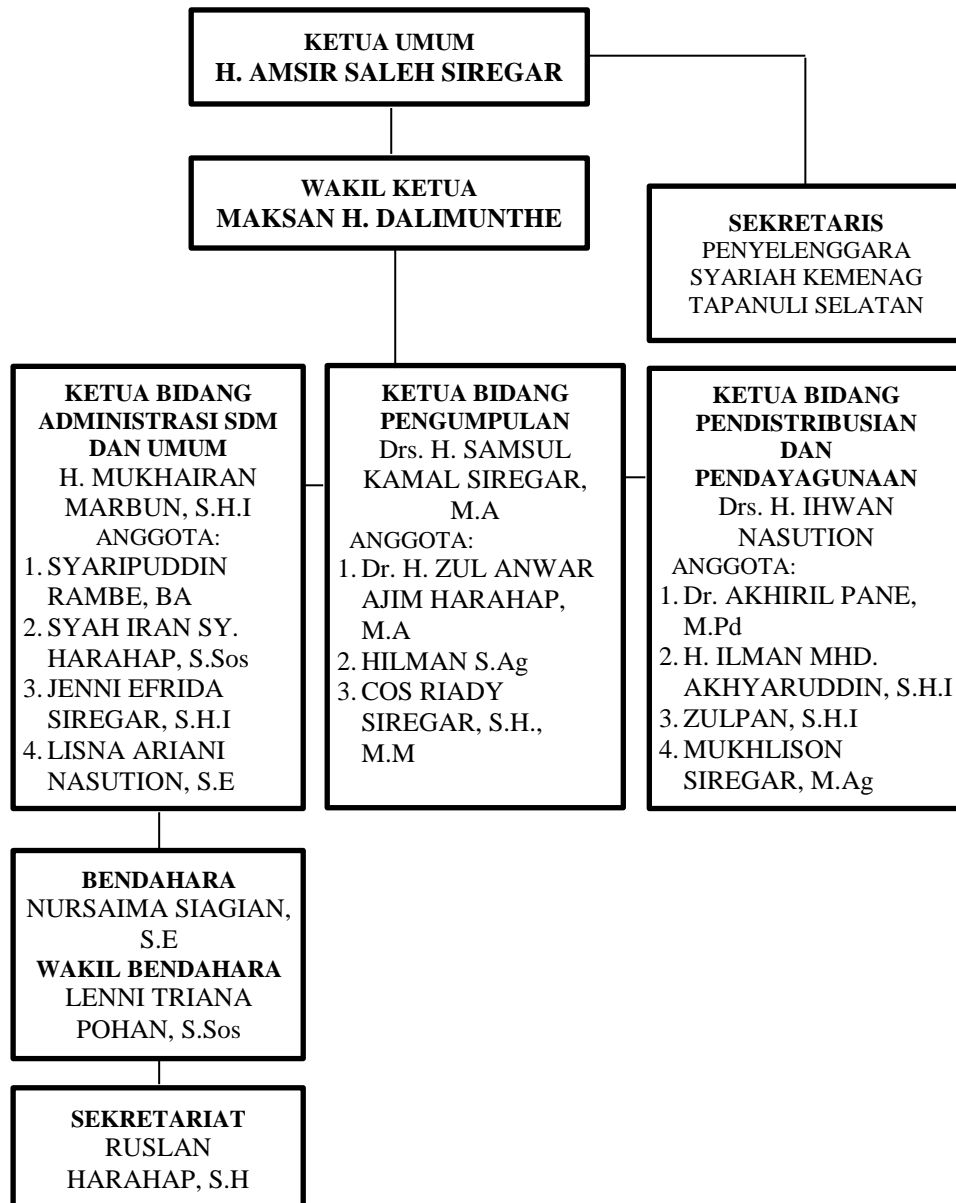 KETUA UMUM
H. AMSIR SALEH SIREGAR
WAKIL KETUA
MAKSAN H. DALIMUNTHE
SEKRETARIS
PENYELENGGARA
SYARIAH KEMENAG
TAPANULI SELATAN
KETUA BIDANG
ADMINISTRASI SDM
DAN UMUM
H. MUKHAIRAN
MARBUN, S.H.I
ANGGOTA:
1. SYARIPUDDIN
RAMBE, BA
2. SYAH IRAN SY.
HARAHAP, S.Sos
3. JENNI EFRIDA
SIREGAR, S.H.I
4. LISNA ARIANI
NASUTION, S.E
KETUA BIDANG
PENGUMPULAN
Drs. H. SAMSUL
KAMAL SIREGAR,
M.A
ANGGOTA:
1. Dr. H. ZUL ANWAR
AJIM HARAHAP,
M.A
2. HILMAN S.Ag
3. COS RIADY
SIREGAR, S.H.,
M.M
KETUA BIDANG
PENDISTRIBUSIAN
DAN
PENDAYAGUNAAN
Drs. H. IHWAN
NASUTION
ANGGOTA:
1. Dr. AKHIRIL PANE,
M.Pd
2. H. ILMAN MHD.
AKHYARUDDIN, S.H.I
3. ZULPAN, S.H.I
4. MUKHLISON
SIREGAR, M.Ag
BENDAHARA
NURSAIMA SIAGIAN,
S.E
WAKIL BENDAHARA
LENNI TRIANA
POHAN, S.Sos
SEKRETARIAT
RUSLAN
HARAHAP, S.H